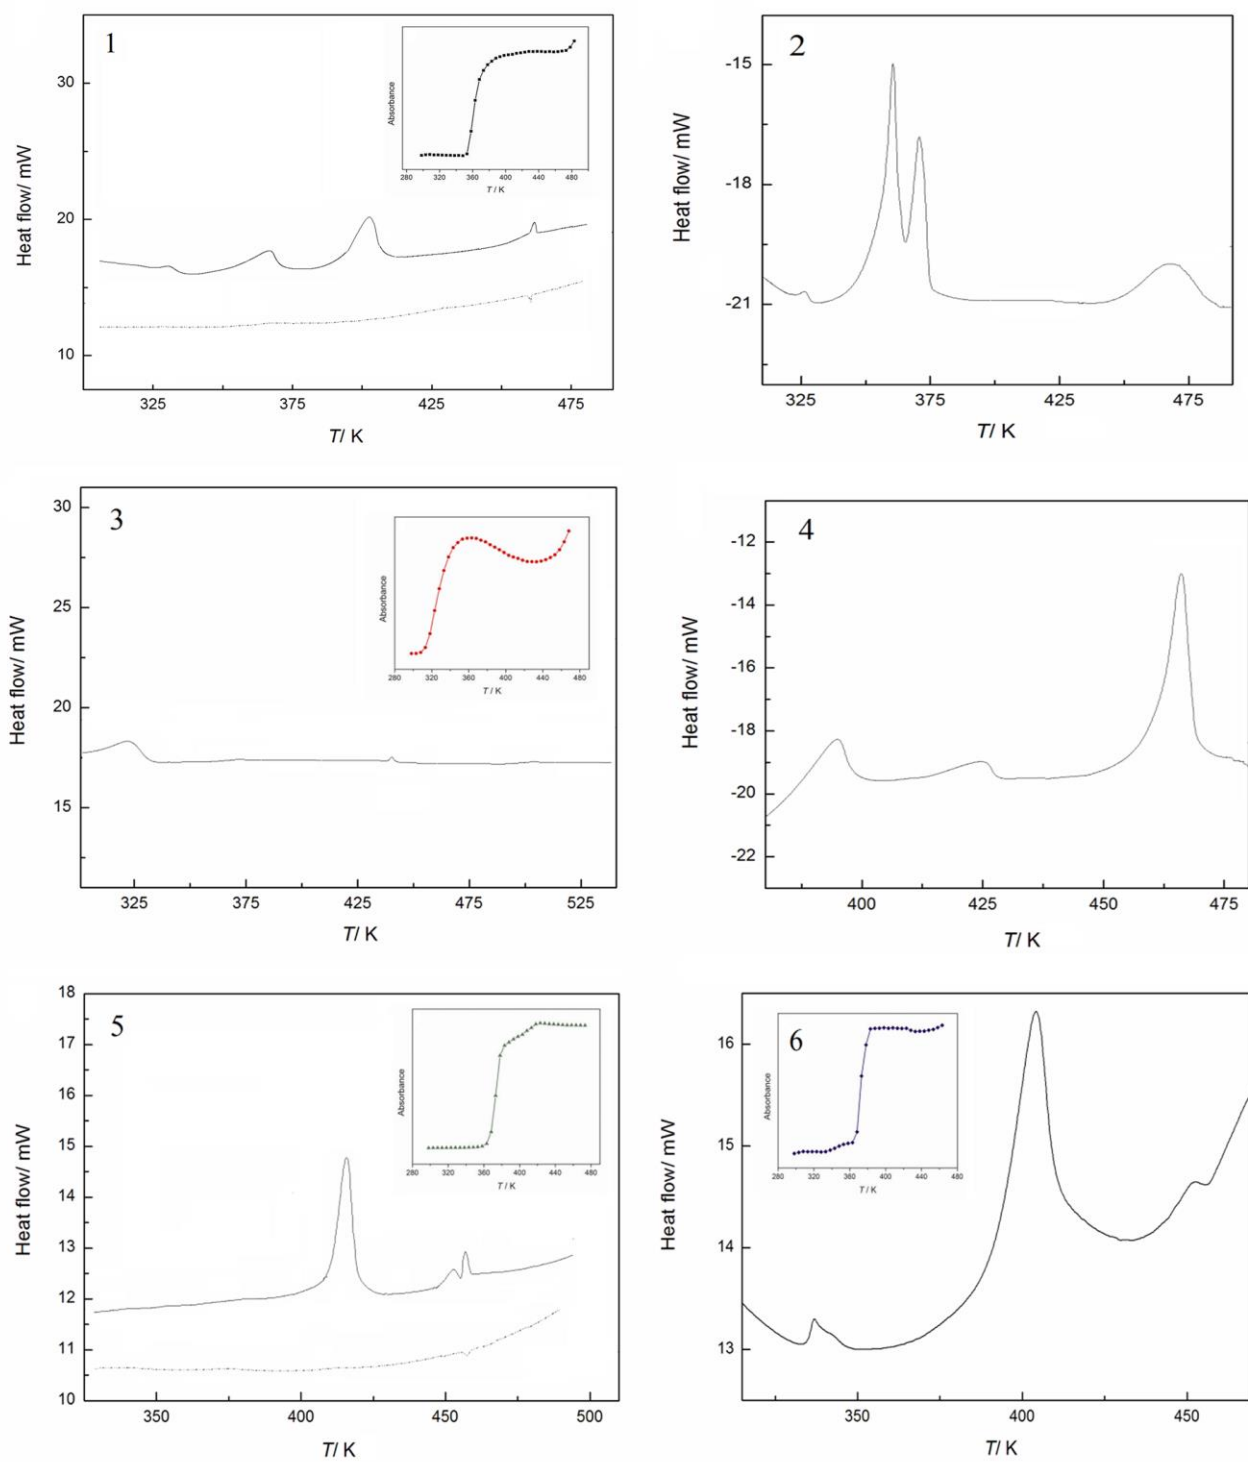 1
30
20
10
Heat flow/ mW
325 375 425 475
T/ K
Absorbance
280 320 360 400 440 480
T / K
2
-15
-18
-21
Heat flow/ mW
325 375 425 475
T/ K
3
30
25
20
15
Heat flow/ mW
325 375 425 475 525
T/ K
Absorbance
280 320 360 400 440 480
T / K
4
-12
-14
-16
-18
-20
-22
Heat flow/ mW
400 425 450 475
T/ K
5
18
17
16
15
14
13
12
11
10
Heat flow/ mW
350 400 450 500
T/ K
Absorbance
280 320 360 400 440 480
T / K
6
16
15
14
13
Heat flow/ mW
350 400 450
T/ K
Absorbance
280 320 360 400 440 480
T / K